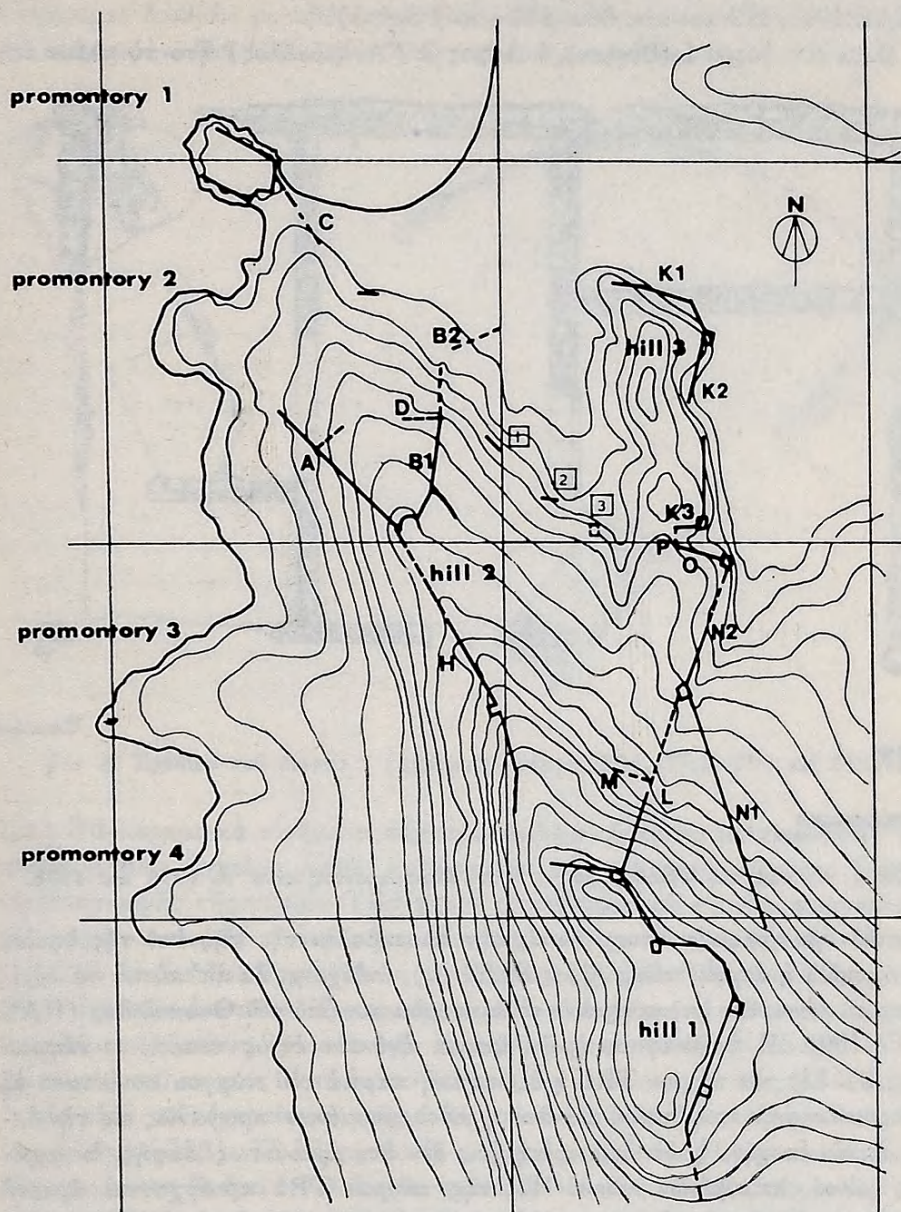 promontory 1
C
N
promontory 2
K1
B2
hill 3
K2
D
1
A
B1
2
3
K3
P
O
hill 2
promontory 3
N2
H
M
L
N1
promontory 4
hill 1